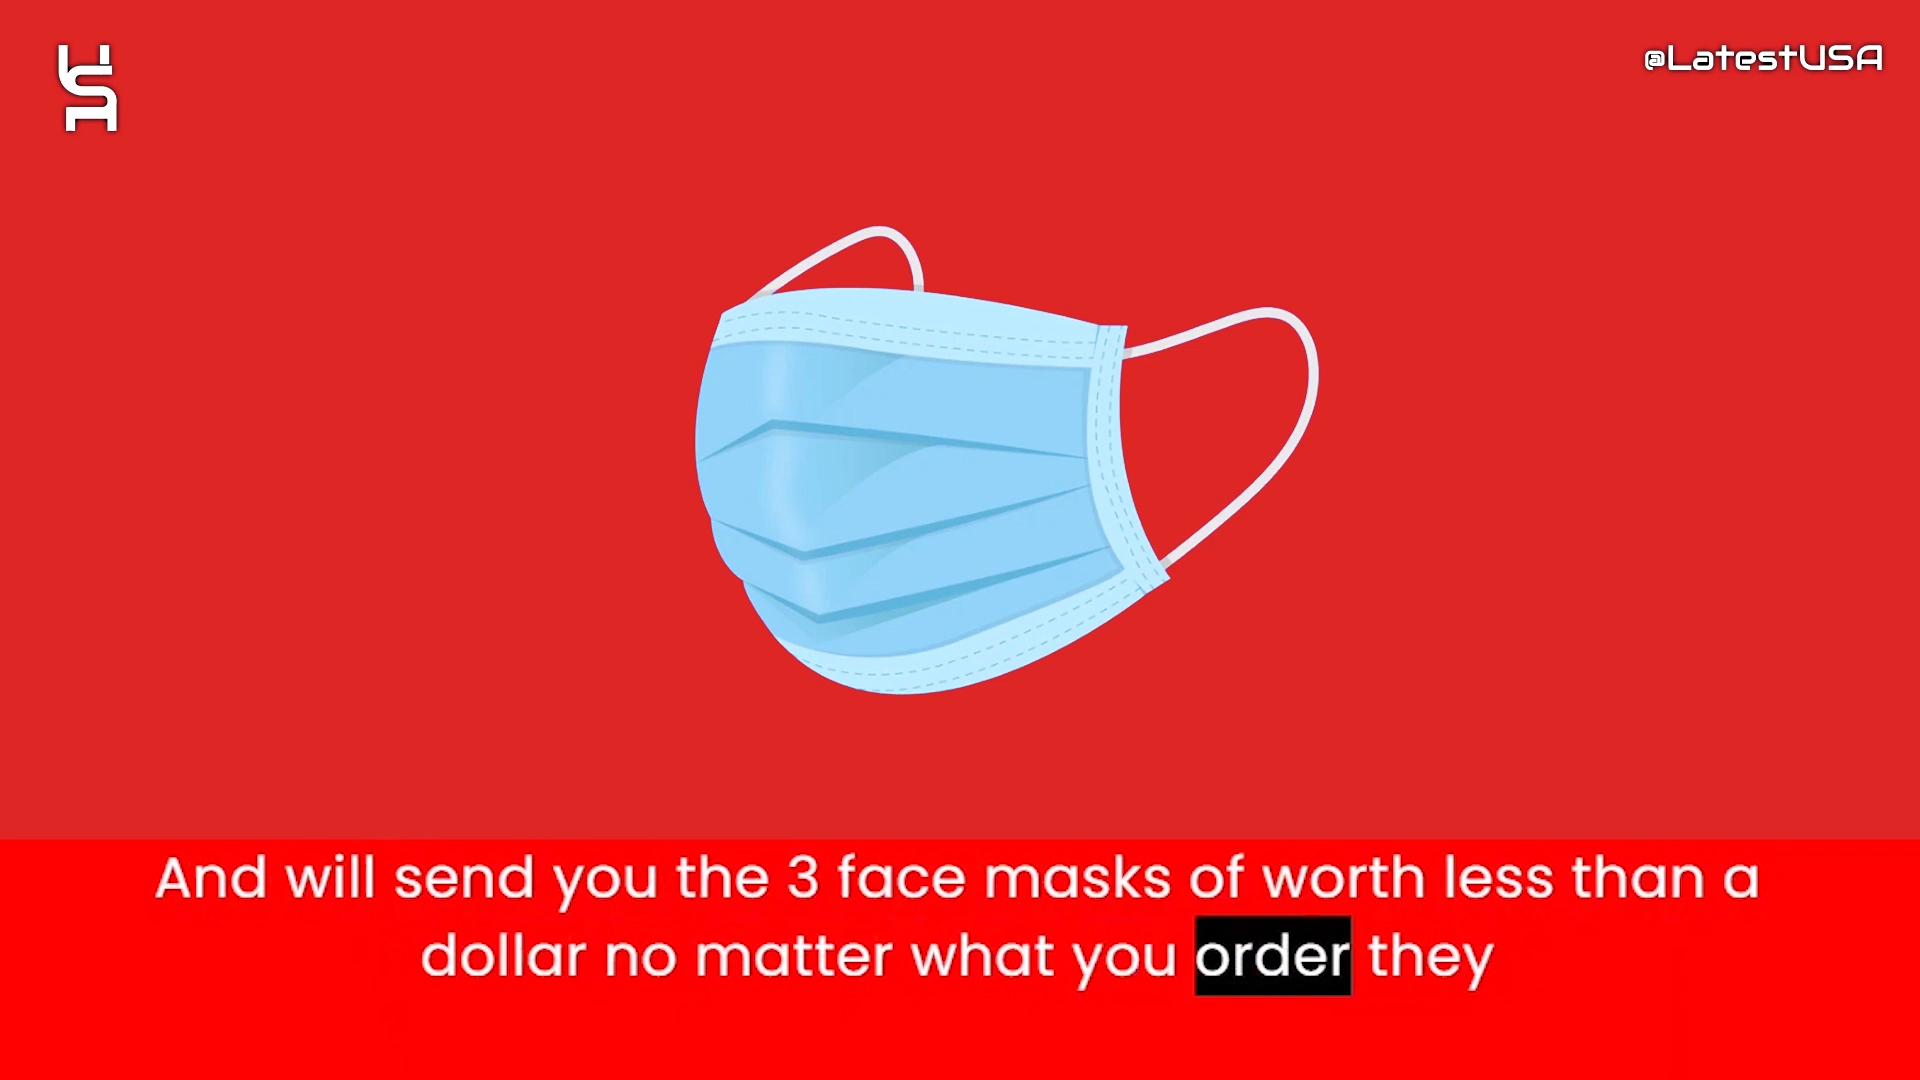 USA
@LatestUSA
And will send you the 3 face masks of worth less than a
dollar no matter what you order they